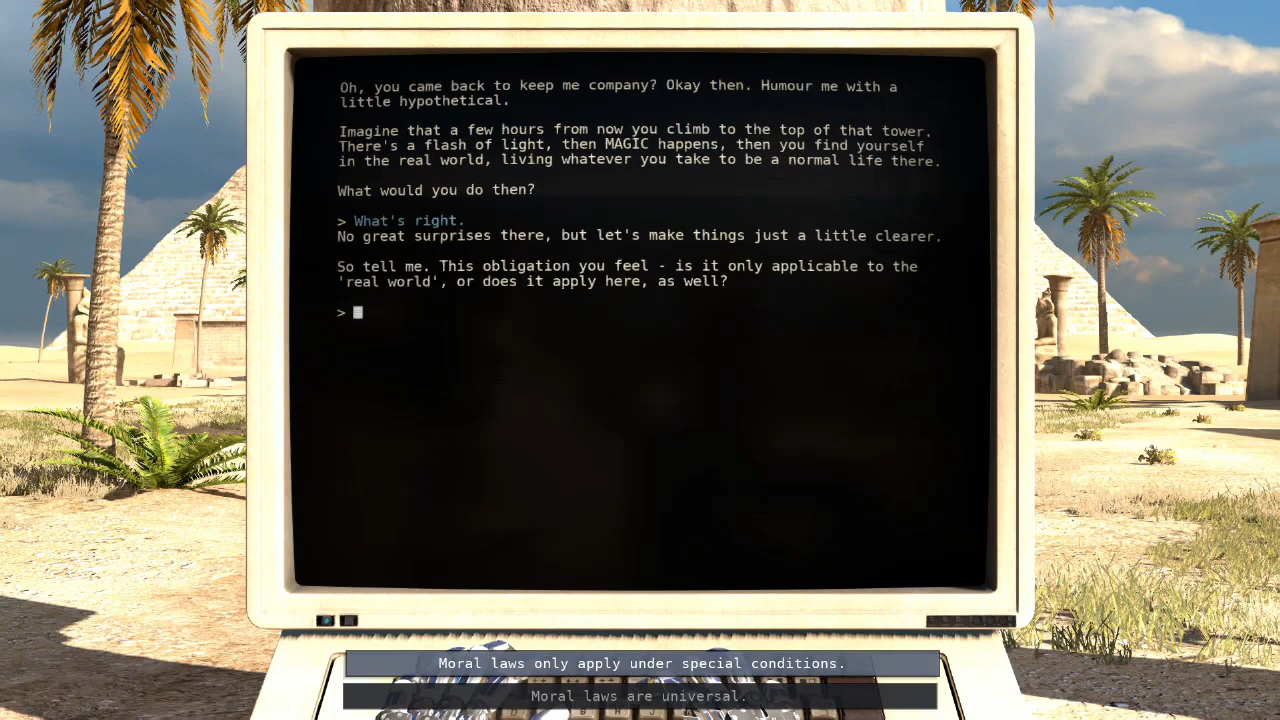 Oh, you came back to keep me company? Okay then. Humour me with a
little hypothetical.
Imagine that a few hours from now you climb to the top of that tower.
There's a flash of light, then MAGIC happens, then you find yourself
in the real world, living whatever you take to be a normal life there.
What would you do then?
> What's right.
No great surprises there, but let's make things just a little clearer.
So tell me. This obligation you feel - is it only applicable to the
'real world', or does it apply here, as well?
>
Moral laws only apply under special conditions.
Moral laws are universal.